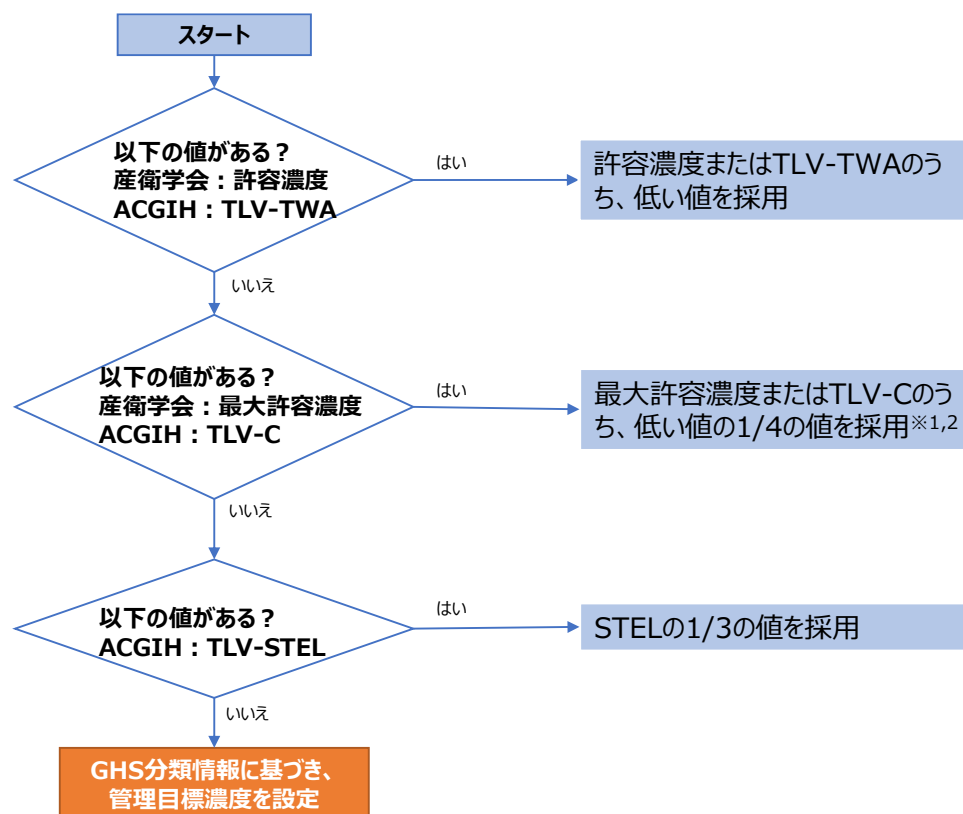 スタート
以下の値がある？
産衛学会：許容濃度
ACGIH：TLV-TWA
はい
許容濃度またはTLV-TWAのう
ち、低い値を採用
いいえ
以下の値がある？
産衛学会：最大許容濃度
ACGIH：TLV-C
はい
最大許容濃度またはTLV-Cのう
ち、低い値の1/4の値を採用※1,2
いいえ
以下の値がある？
ACGIH：TLV-STEL
はい
STELの1/3の値を採用
いいえ
GHS分類情報に基づき、
管理目標濃度を設定